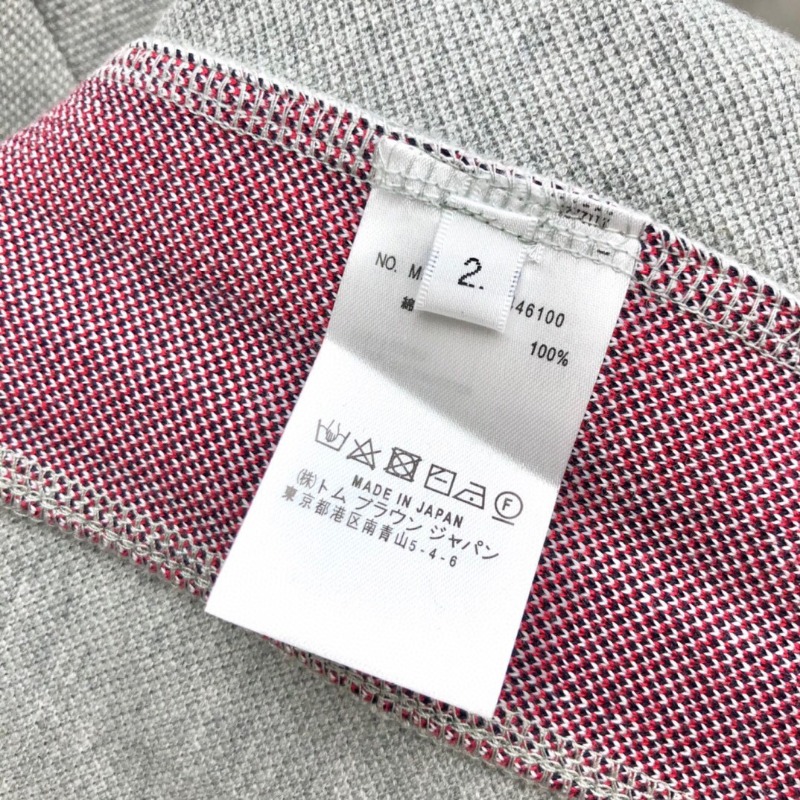 2.
NO. M 46100
綿 100%
F
MADE IN JAPAN
㈱トム ブラウン ジャパン
東京都港区南青山5-4-6